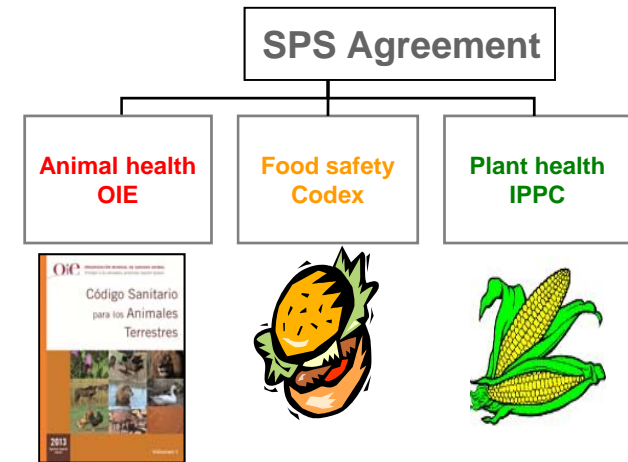 SPS Agreement
Animal health
OIE
Food safety
Codex
Plant health
IPPC
Oie
Código Sanitario
para los Animales
Terrestres
2013
Volumen I